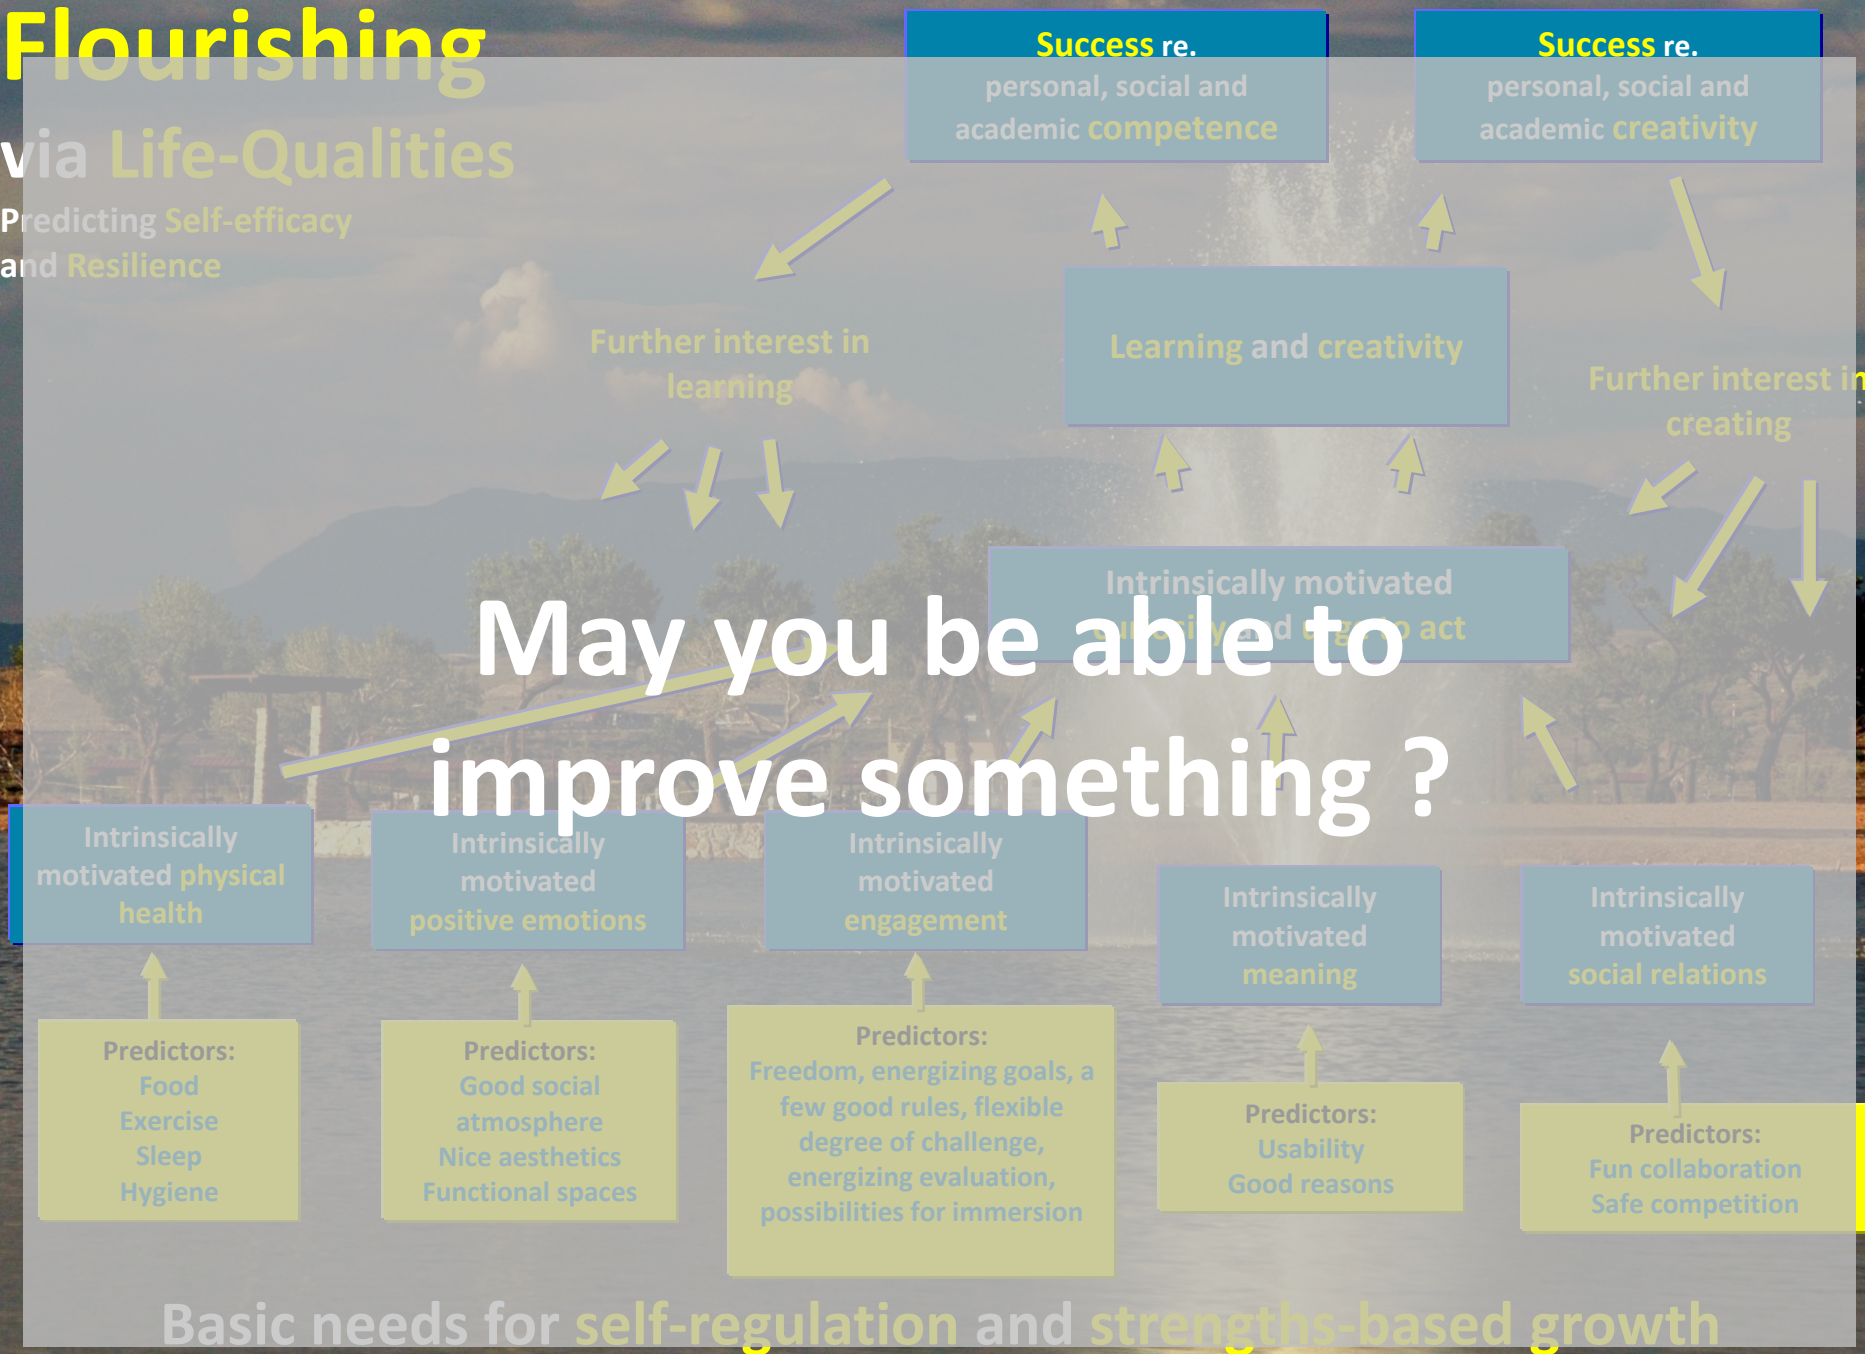 Flourishing
via Life-Qualities
Predicting Self-efficacy
and Resilience
Success re.
personal, social and
academic competence
Success re.
personal, social and
academic creativity
Further interest in
learning
Learning and creativity
Further interest in
creating
Intrinsically motivated
curiosity and urge to act
May you be able to
improve something ?
Intrinsically
motivated physical
health
Intrinsically
motivated
positive emotions
Intrinsically
motivated
engagement
Intrinsically
motivated
meaning
Intrinsically
motivated
social relations
Predictors:
Food
Exercise
Sleep
Hygiene
Predictors:
Good social
atmosphere
Nice aesthetics
Functional spaces
Predictors:
Freedom, energizing goals, a
few good rules, flexible
degree of challenge,
energizing evaluation,
possibilities for immersion
Predictors:
Usability
Good reasons
Predictors:
Fun collaboration
Safe competition
Basic needs for self-regulation and strengths-based growth